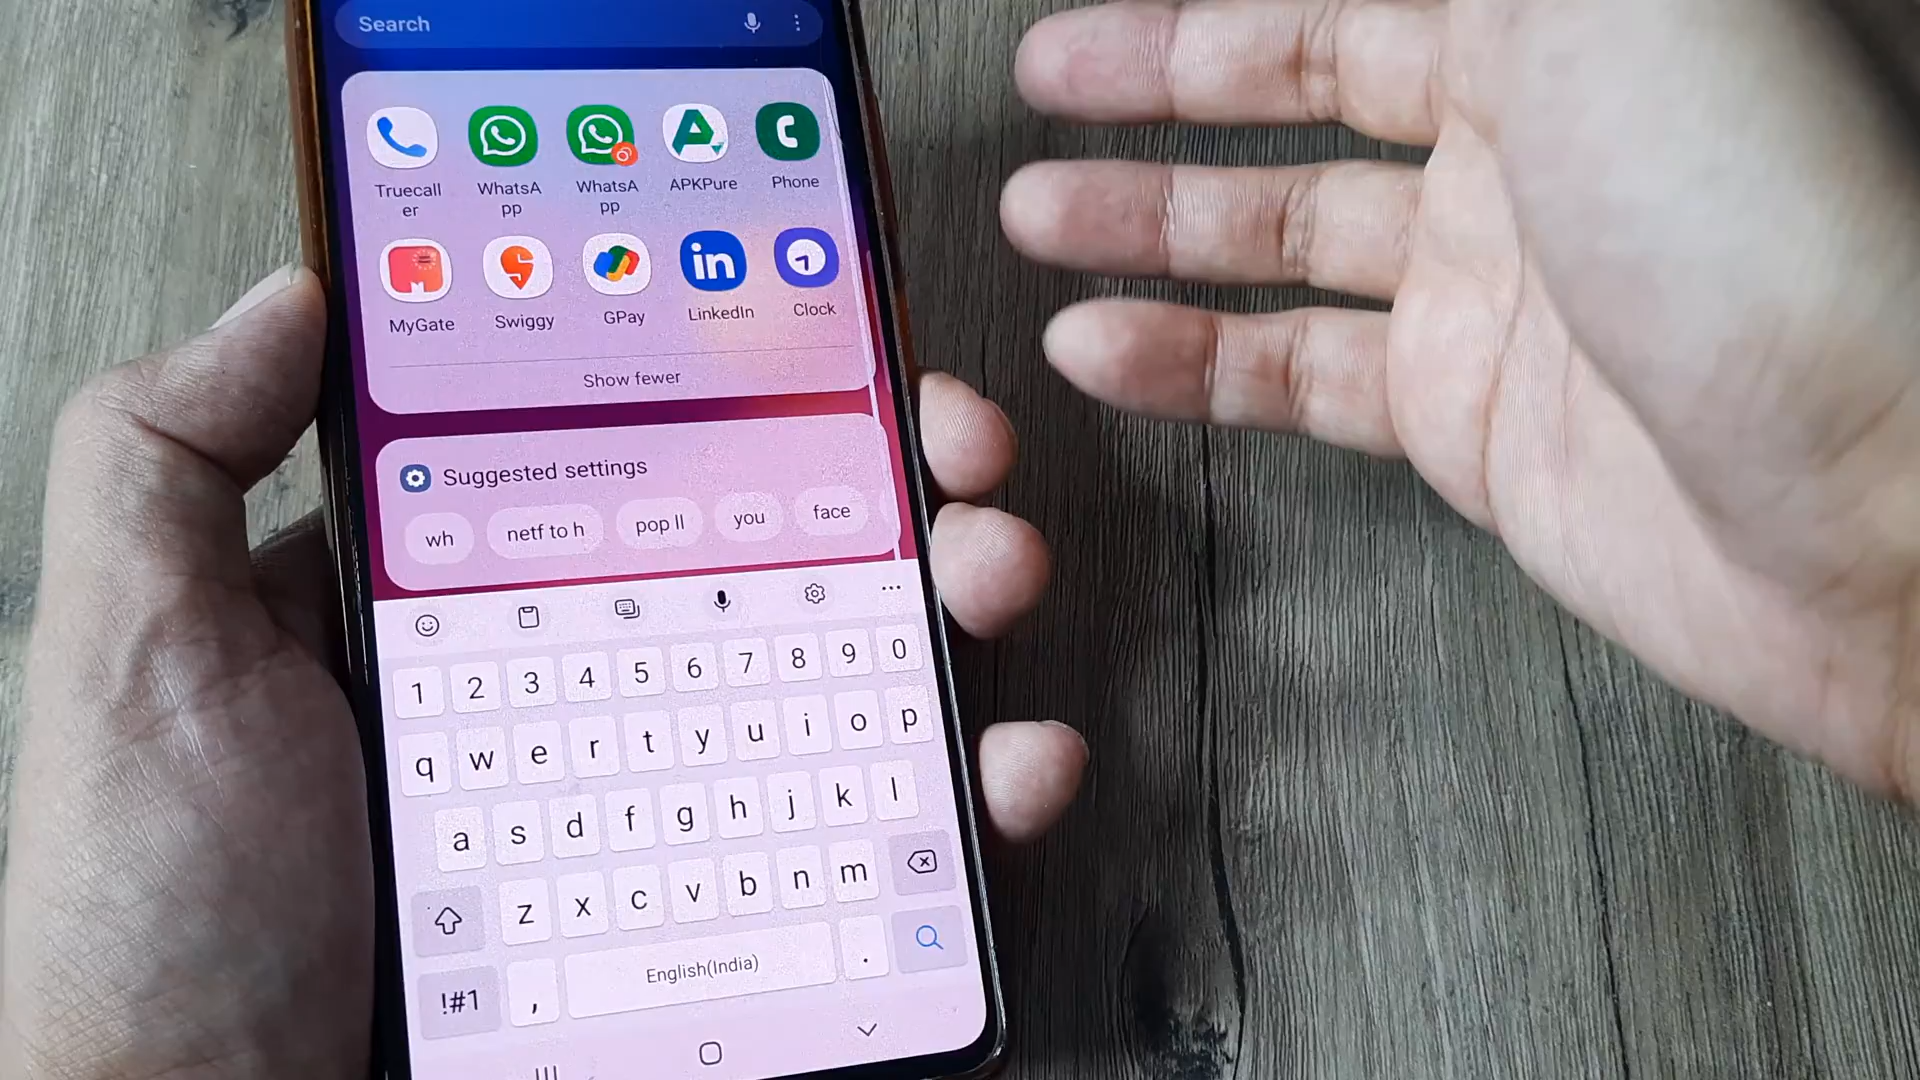 Search
Truecall
er
WhatsA
pp
WhatsA
pp
APKPure
Phone
MyGate
Swiggy
GPay
in
LinkedIn
Clock
Show fewer
Suggested settings
wh
netf to h
pop ll
you
face
1 2 3 4 5 6 7 8 9 0
q w e r t y u i o p
a s d f g h j k l
z x c v b n m
!#1 , English(India) .